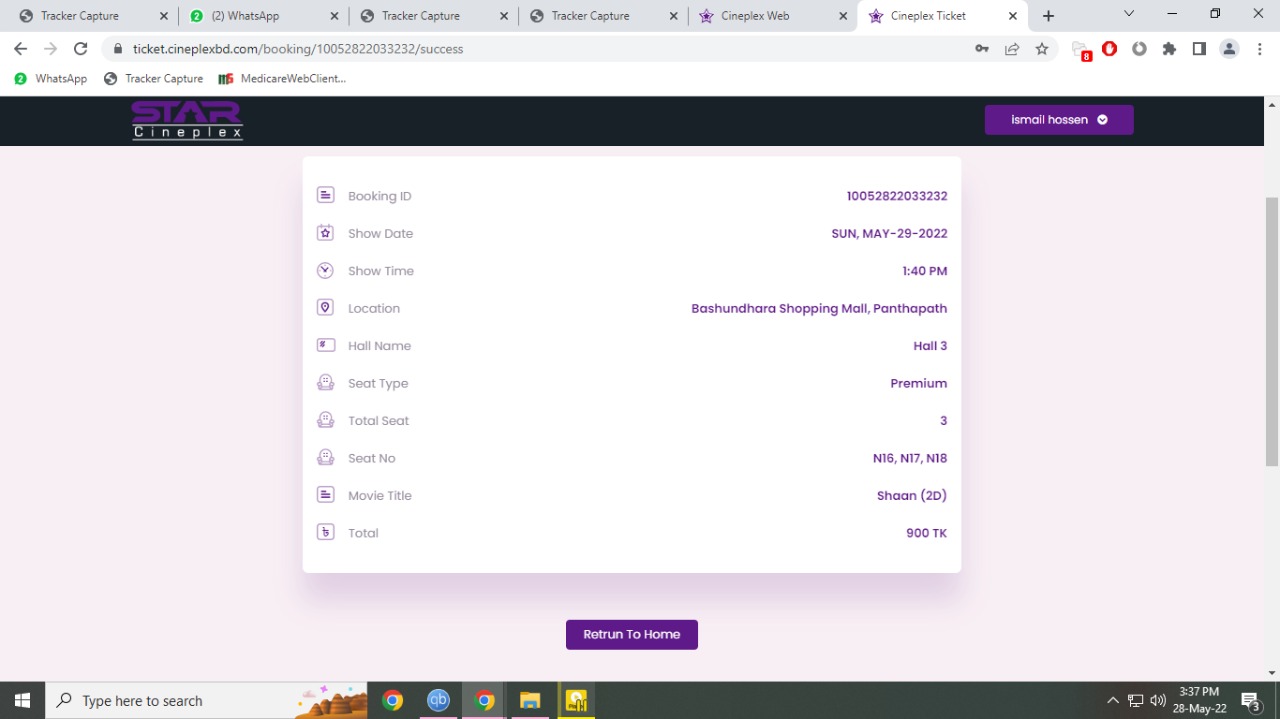 Tracker Capture
(2) WhatsApp
Tracker Capture
Tracker Capture
Cineplex Web
Cineplex Ticket
ticket.cineplexbd.com/booking/10052822033232/success
8
WhatsApp
Tracker Capture
MedicareWebClient...
STAR
Cineplex
ismail hossen
Booking ID 10052822033232
Show Date SUN, MAY-29-2022
Show Time 1:40 PM
Location Bashundhara Shopping Mall, Panthapath
Hall Name Hall 3
Seat Type Premium
Total Seat 3
Seat No N16, N17, N18
Movie Title Shaan (2D)
৳ Total 900 TK
Retrun To Home
Type here to search
qb
3:37 PM
28-May-22
3